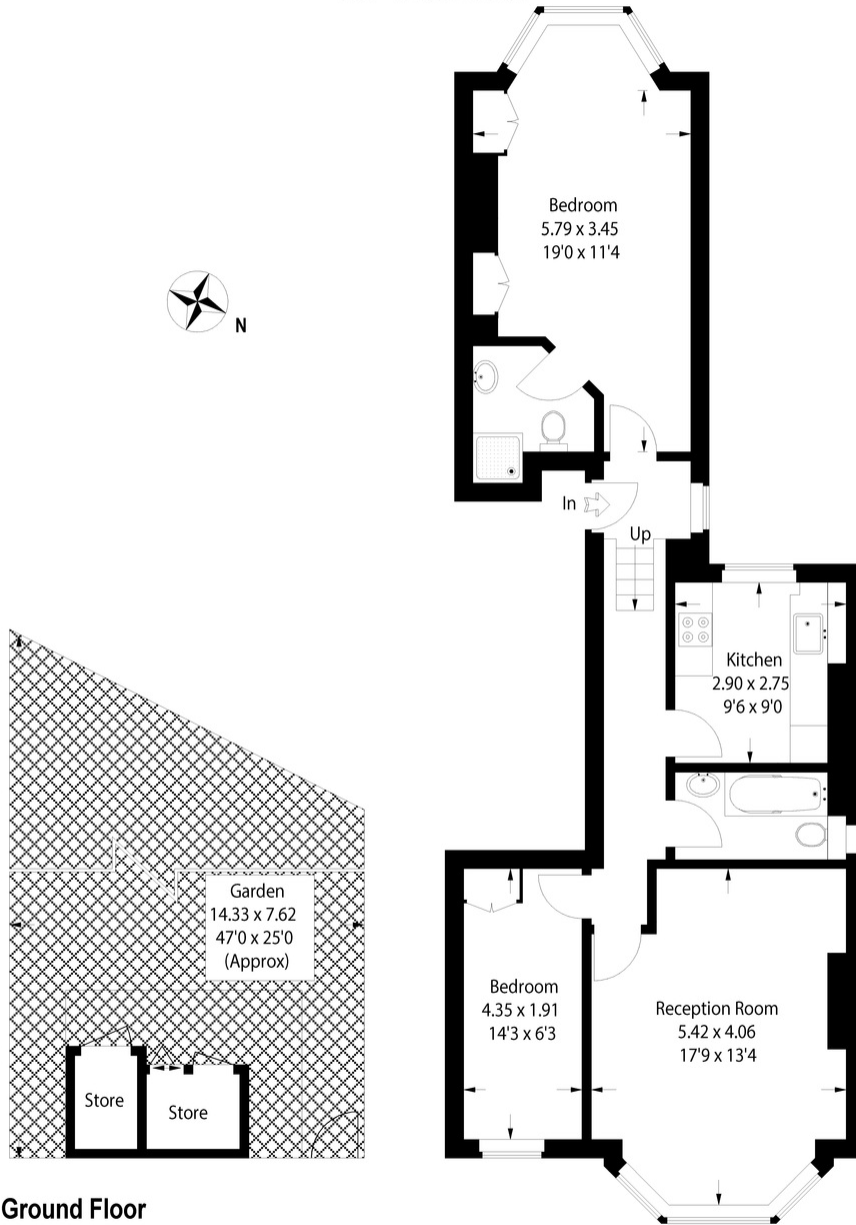 Bedroom
5.79 x 3.45
19'0 x 11'4
N
In
Up
Kitchen
2.90 x 2.75
9'6 x 9'0
Garden
14.33 x 7.62
47'0 x 25'0
(Approx)
Bedroom
4.35 x 1.91
14'3 x 6'3
Reception Room
5.42 x 4.06
17'9 x 13'4
Store
Store
Ground Floor